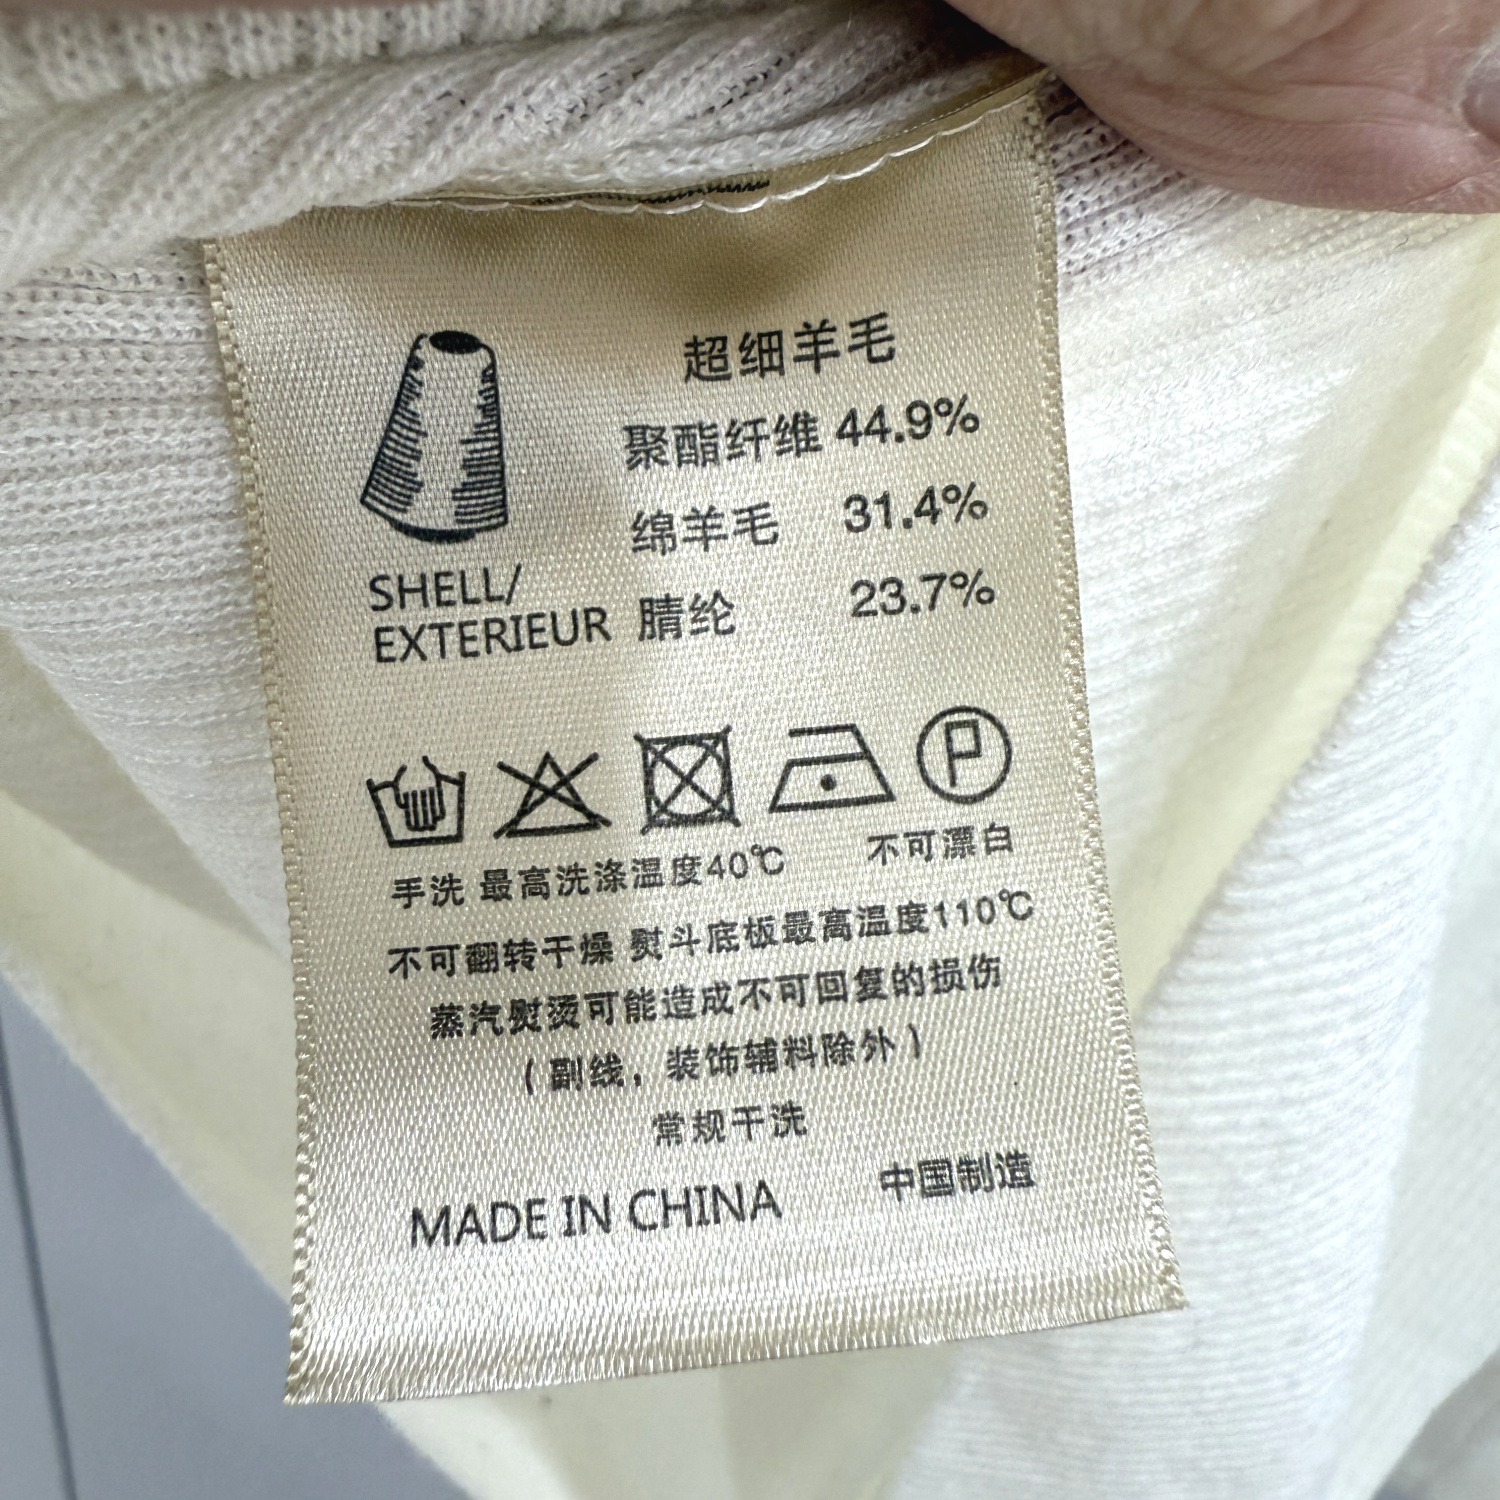 超细羊毛
聚酯纤维 44.9%
绵羊毛 31.4%
SHELL/
EXTERIEUR
腈纶 23.7%
P
手洗 最高洗涤温度40℃ 不可漂白
不可翻转干燥 熨斗底板最高温度110℃
蒸汽熨烫可能造成不可回复的损伤
(副线，装饰辅料除外)
常规干洗
MADE IN CHINA 中国制造